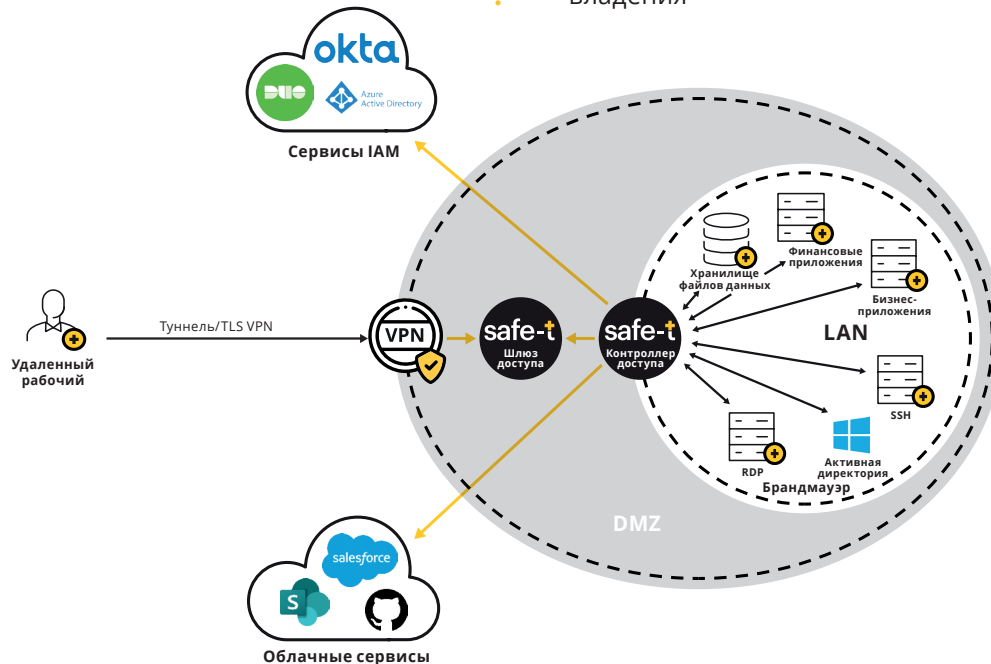 владения
okta
DUO
Azure
Active Directory
Сервисы IAM
Финансовые
приложения
Хранилище
файлов данных
Бизнес-
приложения
LAN
Туннель/TLS VPN
VPN
safe-t
Шлюз
доступа
safe-t
Контроллер
доступа
Удаленный
рабочий
SSH
RDP
Активная
директория
Брандмауэр
DMZ
salesforce
S
Облачные сервисы